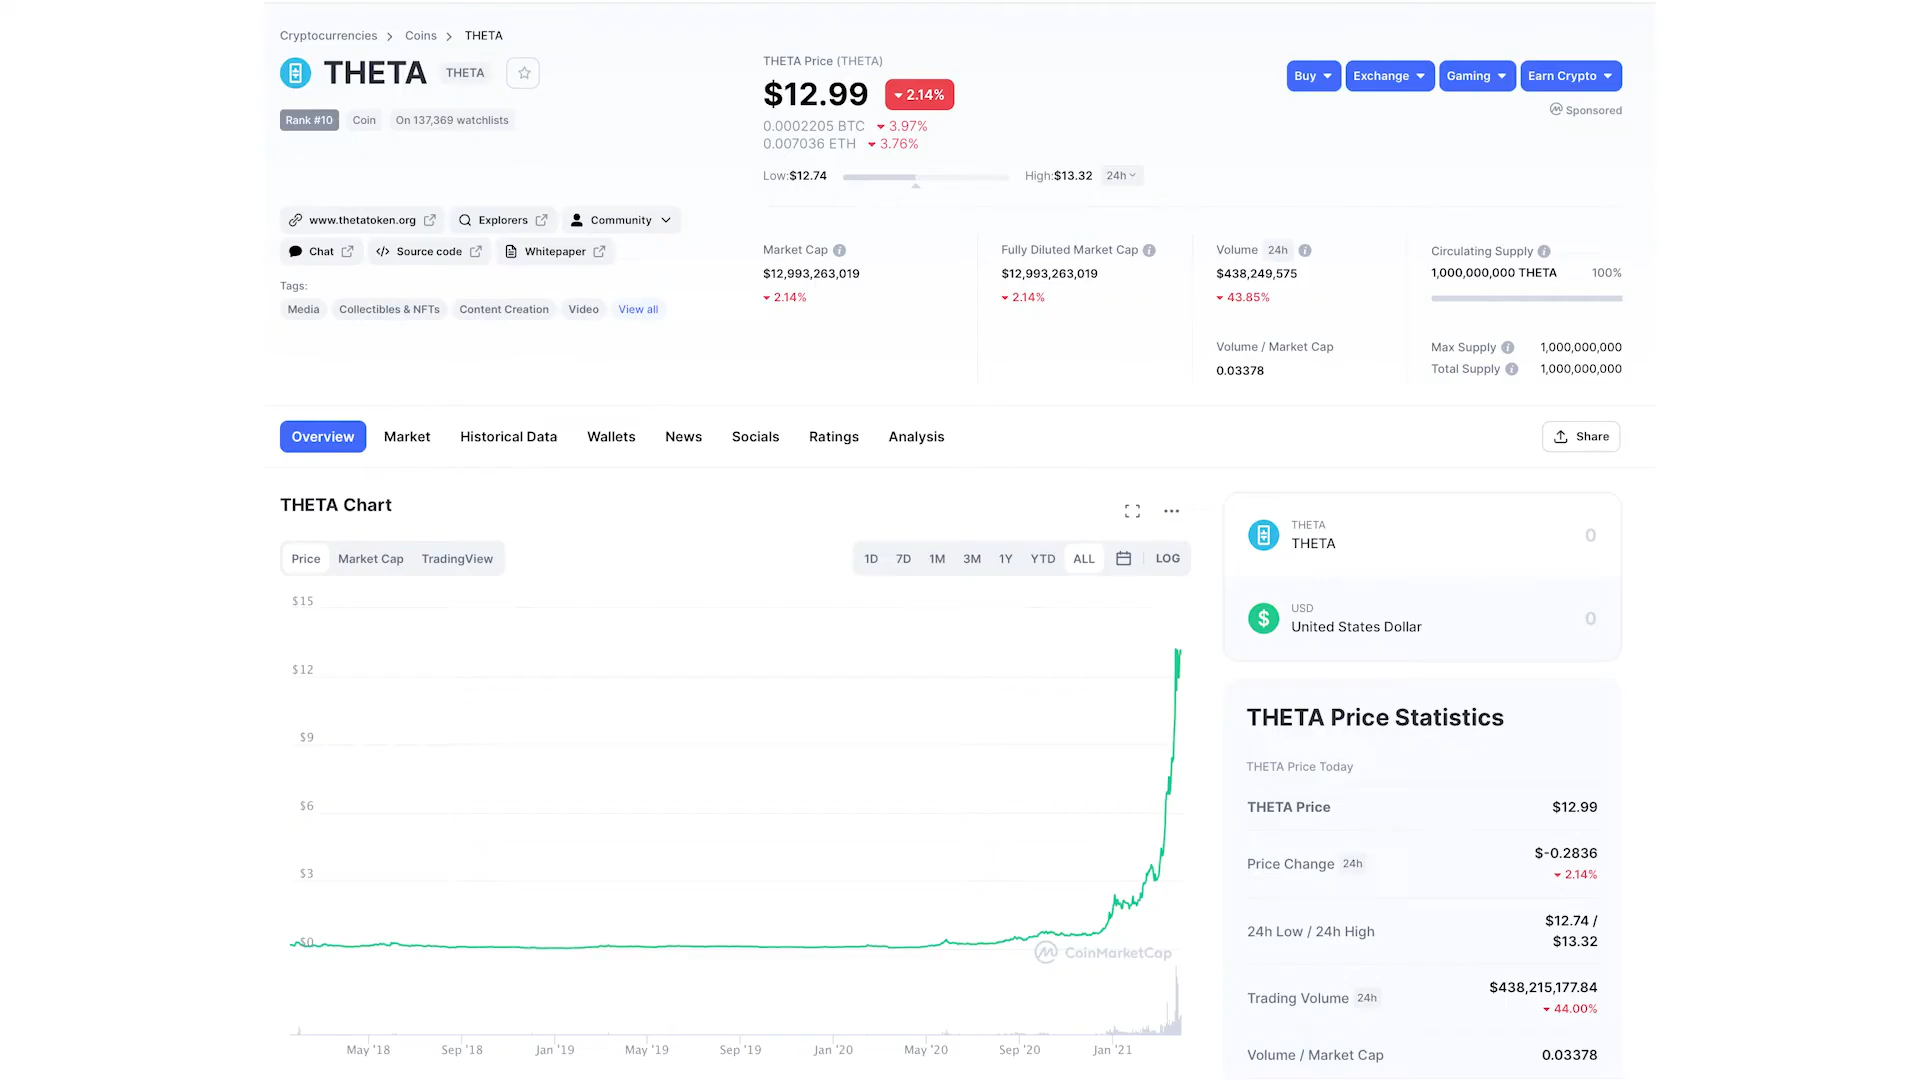 Cryptocurrencies > Coins > THETA
THETA THETA
Rank #10 Coin On 137,369 watchlists
www.thetatoken.org Explorers Community
Chat Source code Whitepaper
Tags:
Media Collectibles & NFTs Content Creation Video View all
THETA Price (THETA)
$12.99 2.14%
0.0002205 BTC 3.97%
0.007036 ETH 3.76%
Low:$12.74 High:$13.32 24h
Buy Exchange Gaming Earn Crypto
Sponsored
Market Cap
$12,993,263,019
2.14%
Fully Diluted Market Cap
$12,993,263,019
2.14%
Volume 24h
$438,249,575
43.85%
Volume / Market Cap
0.03378
Circulating Supply
1,000,000,000 THETA 100%
Max Supply 1,000,000,000
Total Supply 1,000,000,000
Overview Market Historical Data Wallets News Socials Ratings Analysis Share
THETA Chart
Price Market Cap TradingView 1D 7D 1M 3M 1Y YTD ALL LOG
$15
$12
$9
$6
$3
$0
CoinMarketCap
May '18 Sep '18 Jan '19 May '19 Sep '19 Jan '20 May '20 Sep '20 Jan '21
THETA
THETA 0
USD
United States Dollar 0
THETA Price Statistics
THETA Price Today
THETA Price $12.99
Price Change 24h $-0.2836
2.14%
24h Low / 24h High $12.74 /
$13.32
Trading Volume 24h $438,215,177.84
44.00%
Volume / Market Cap 0.03378